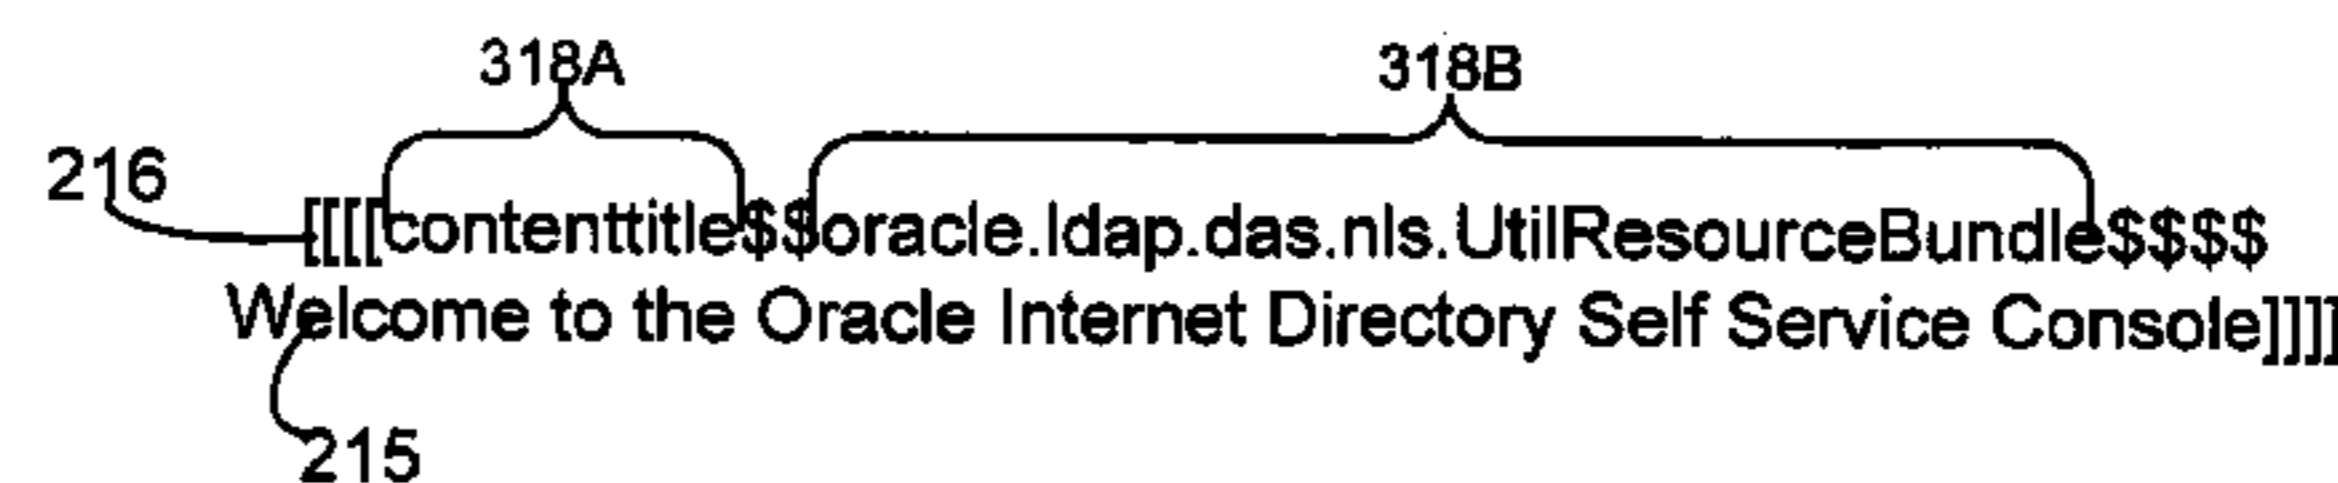 318A 318B
216
[[[[contenttitle$$oracle.ldap.das.nls.UtilResourceBundle$$$$
Welcome to the Oracle Internet Directory Self Service Console]]]]
215